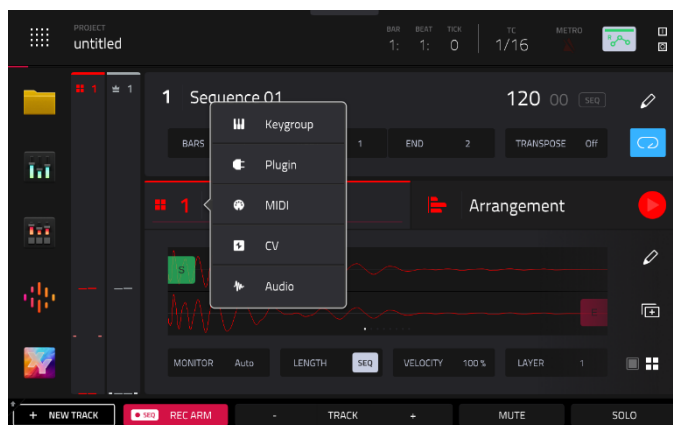 PROJECT
untitled
BAR BEAT TICK
1: 1: 0
TC
1/16
METRO
1 1
1 Sequence 01
120 00 SEQ
BARS 1 END 2 TRANSPOSE Off
Keygroup
Plugin
MIDI
CV
Audio
1
Arrangement
S
E
MONITOR Auto LENGTH SEQ VELOCITY 100 % LAYER 1
+ NEW TRACK SEQ REC ARM - TRACK + MUTE SOLO